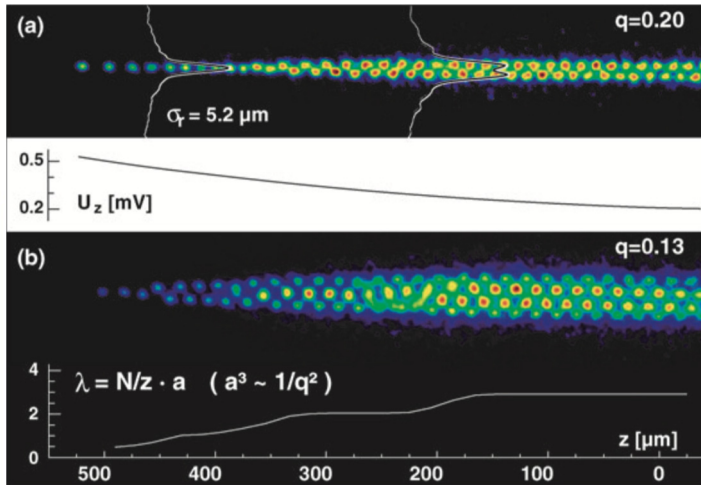 (a)
q=0.20
σr = 5.2 μm
0.5
0.2
Uz [mV]
(b)
q=0.13
4
λ = N/z · a ( a³ ~ 1/q² )
2
z [μm]
0
500 400 300 200 100 0